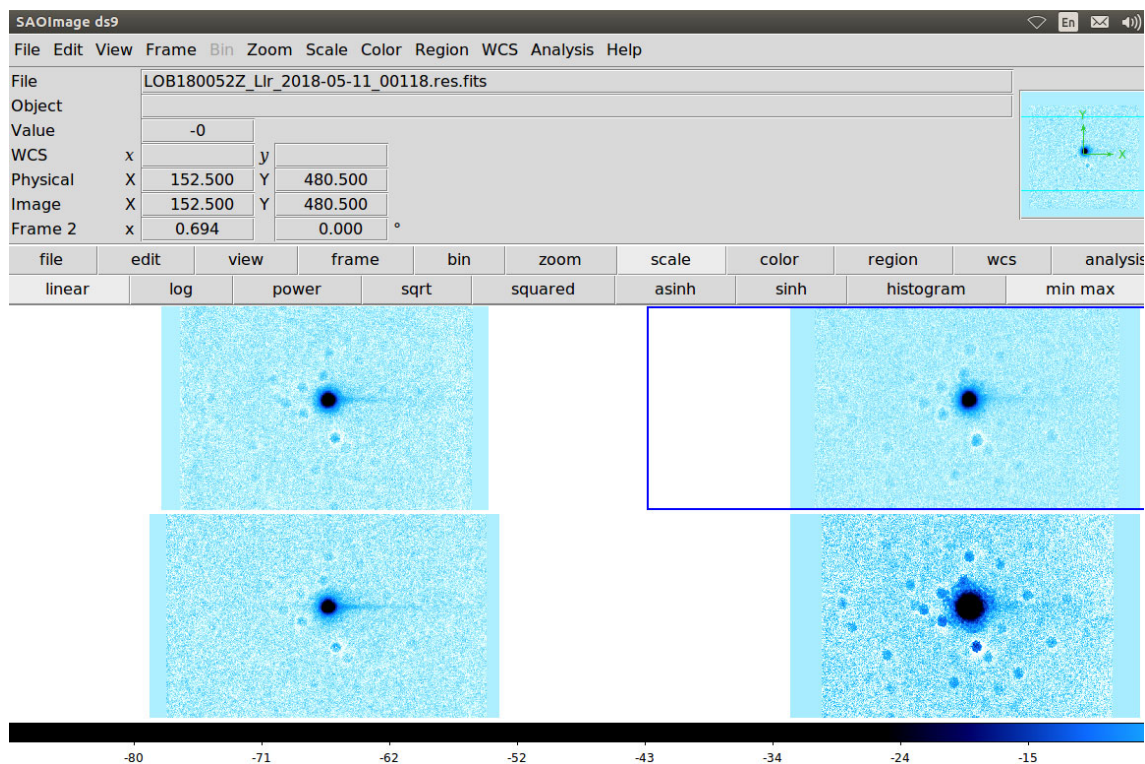 SAOImage ds9
En
File Edit View Frame Bin Zoom Scale Color Region WCS Analysis Help
File LOB180052Z_LIr_2018-05-11_00118.res.fits
Object
Value -0
WCS x y
Physical X 152.500 Y 480.500
Image X 152.500 Y 480.500
Frame 2 x 0.694 0.000 °
Y
X
file edit view frame bin zoom scale color region wcs analysis
linear log power sqrt squared asinh sinh histogram min max
-80 -71 -62 -52 -43 -34 -24 -15